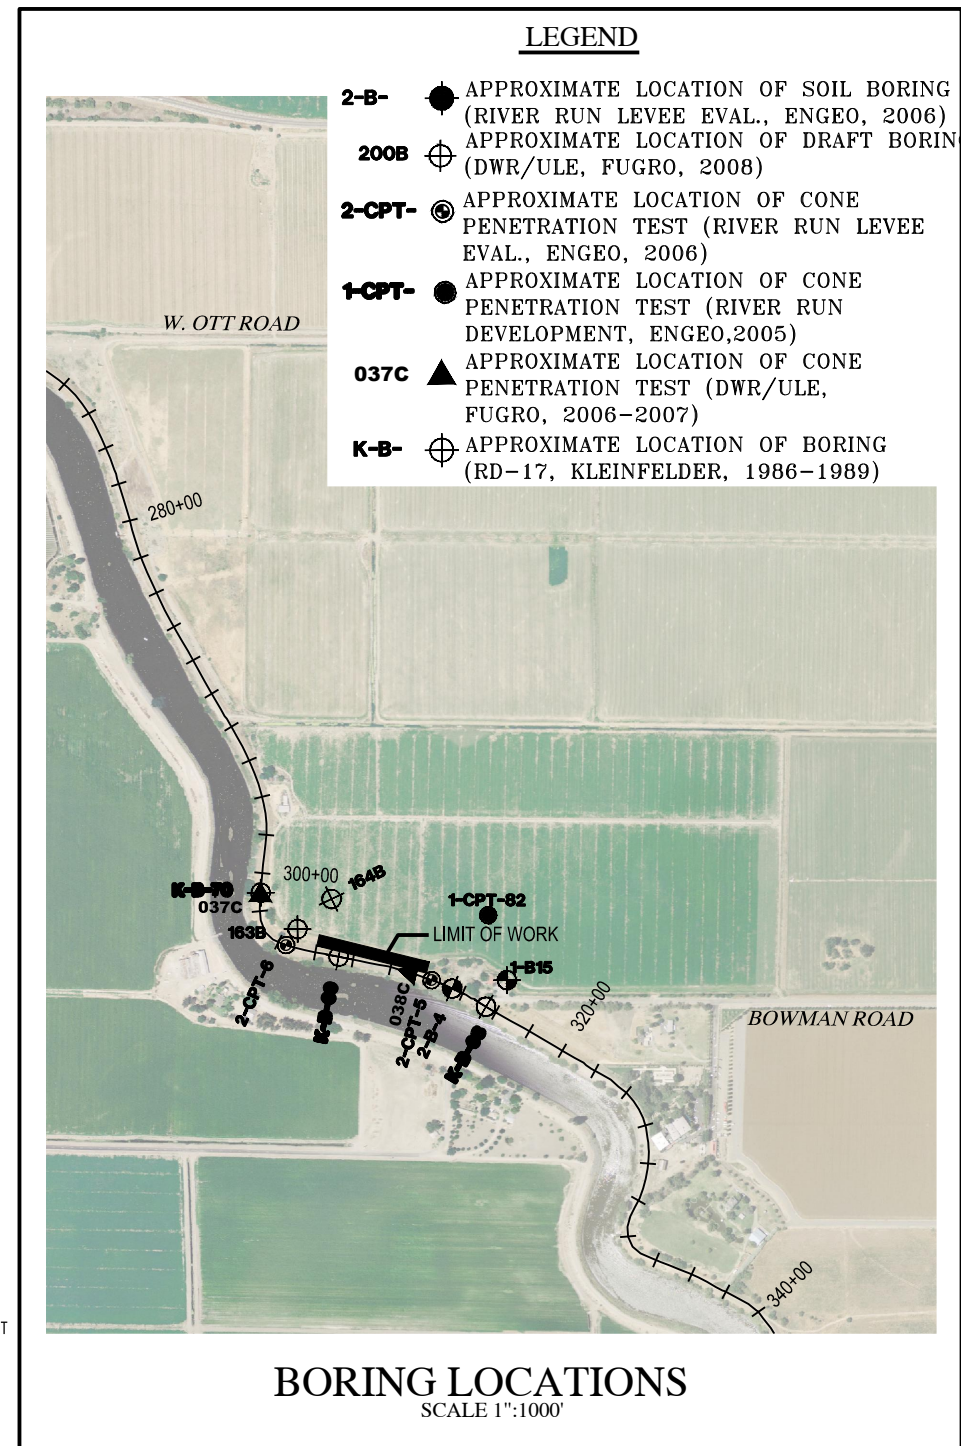 LEGEND
2-B- APPROXIMATE LOCATION OF SOIL BORING
(RIVER RUN LEVEE EVAL., ENGEO, 2006)
200B APPROXIMATE LOCATION OF DRAFT BORING
(DWR/ULE, FUGRO, 2008)
2-CPT- APPROXIMATE LOCATION OF CONE
PENETRATION TEST (RIVER RUN LEVEE
EVAL., ENGEO, 2006)
1-CPT- APPROXIMATE LOCATION OF CONE
PENETRATION TEST (RIVER RUN
DEVELOPMENT, ENGEO,2005)
037C APPROXIMATE LOCATION OF CONE
PENETRATION TEST (DWR/ULE,
FUGRO, 2006-2007)
K-B- APPROXIMATE LOCATION OF BORING
(RD-17, KLEINFELDER, 1986-1989)
W. OTT ROAD
280+00
300+00
164B
K-B-70
037C
1-CPT-82
163B
LIMIT OF WORK
1-B15
2-CPT-6
038C
2-CPT-5
2-B-4
320+00
BOWMAN ROAD
340+00
T
BORING LOCATIONS
SCALE 1":1000'